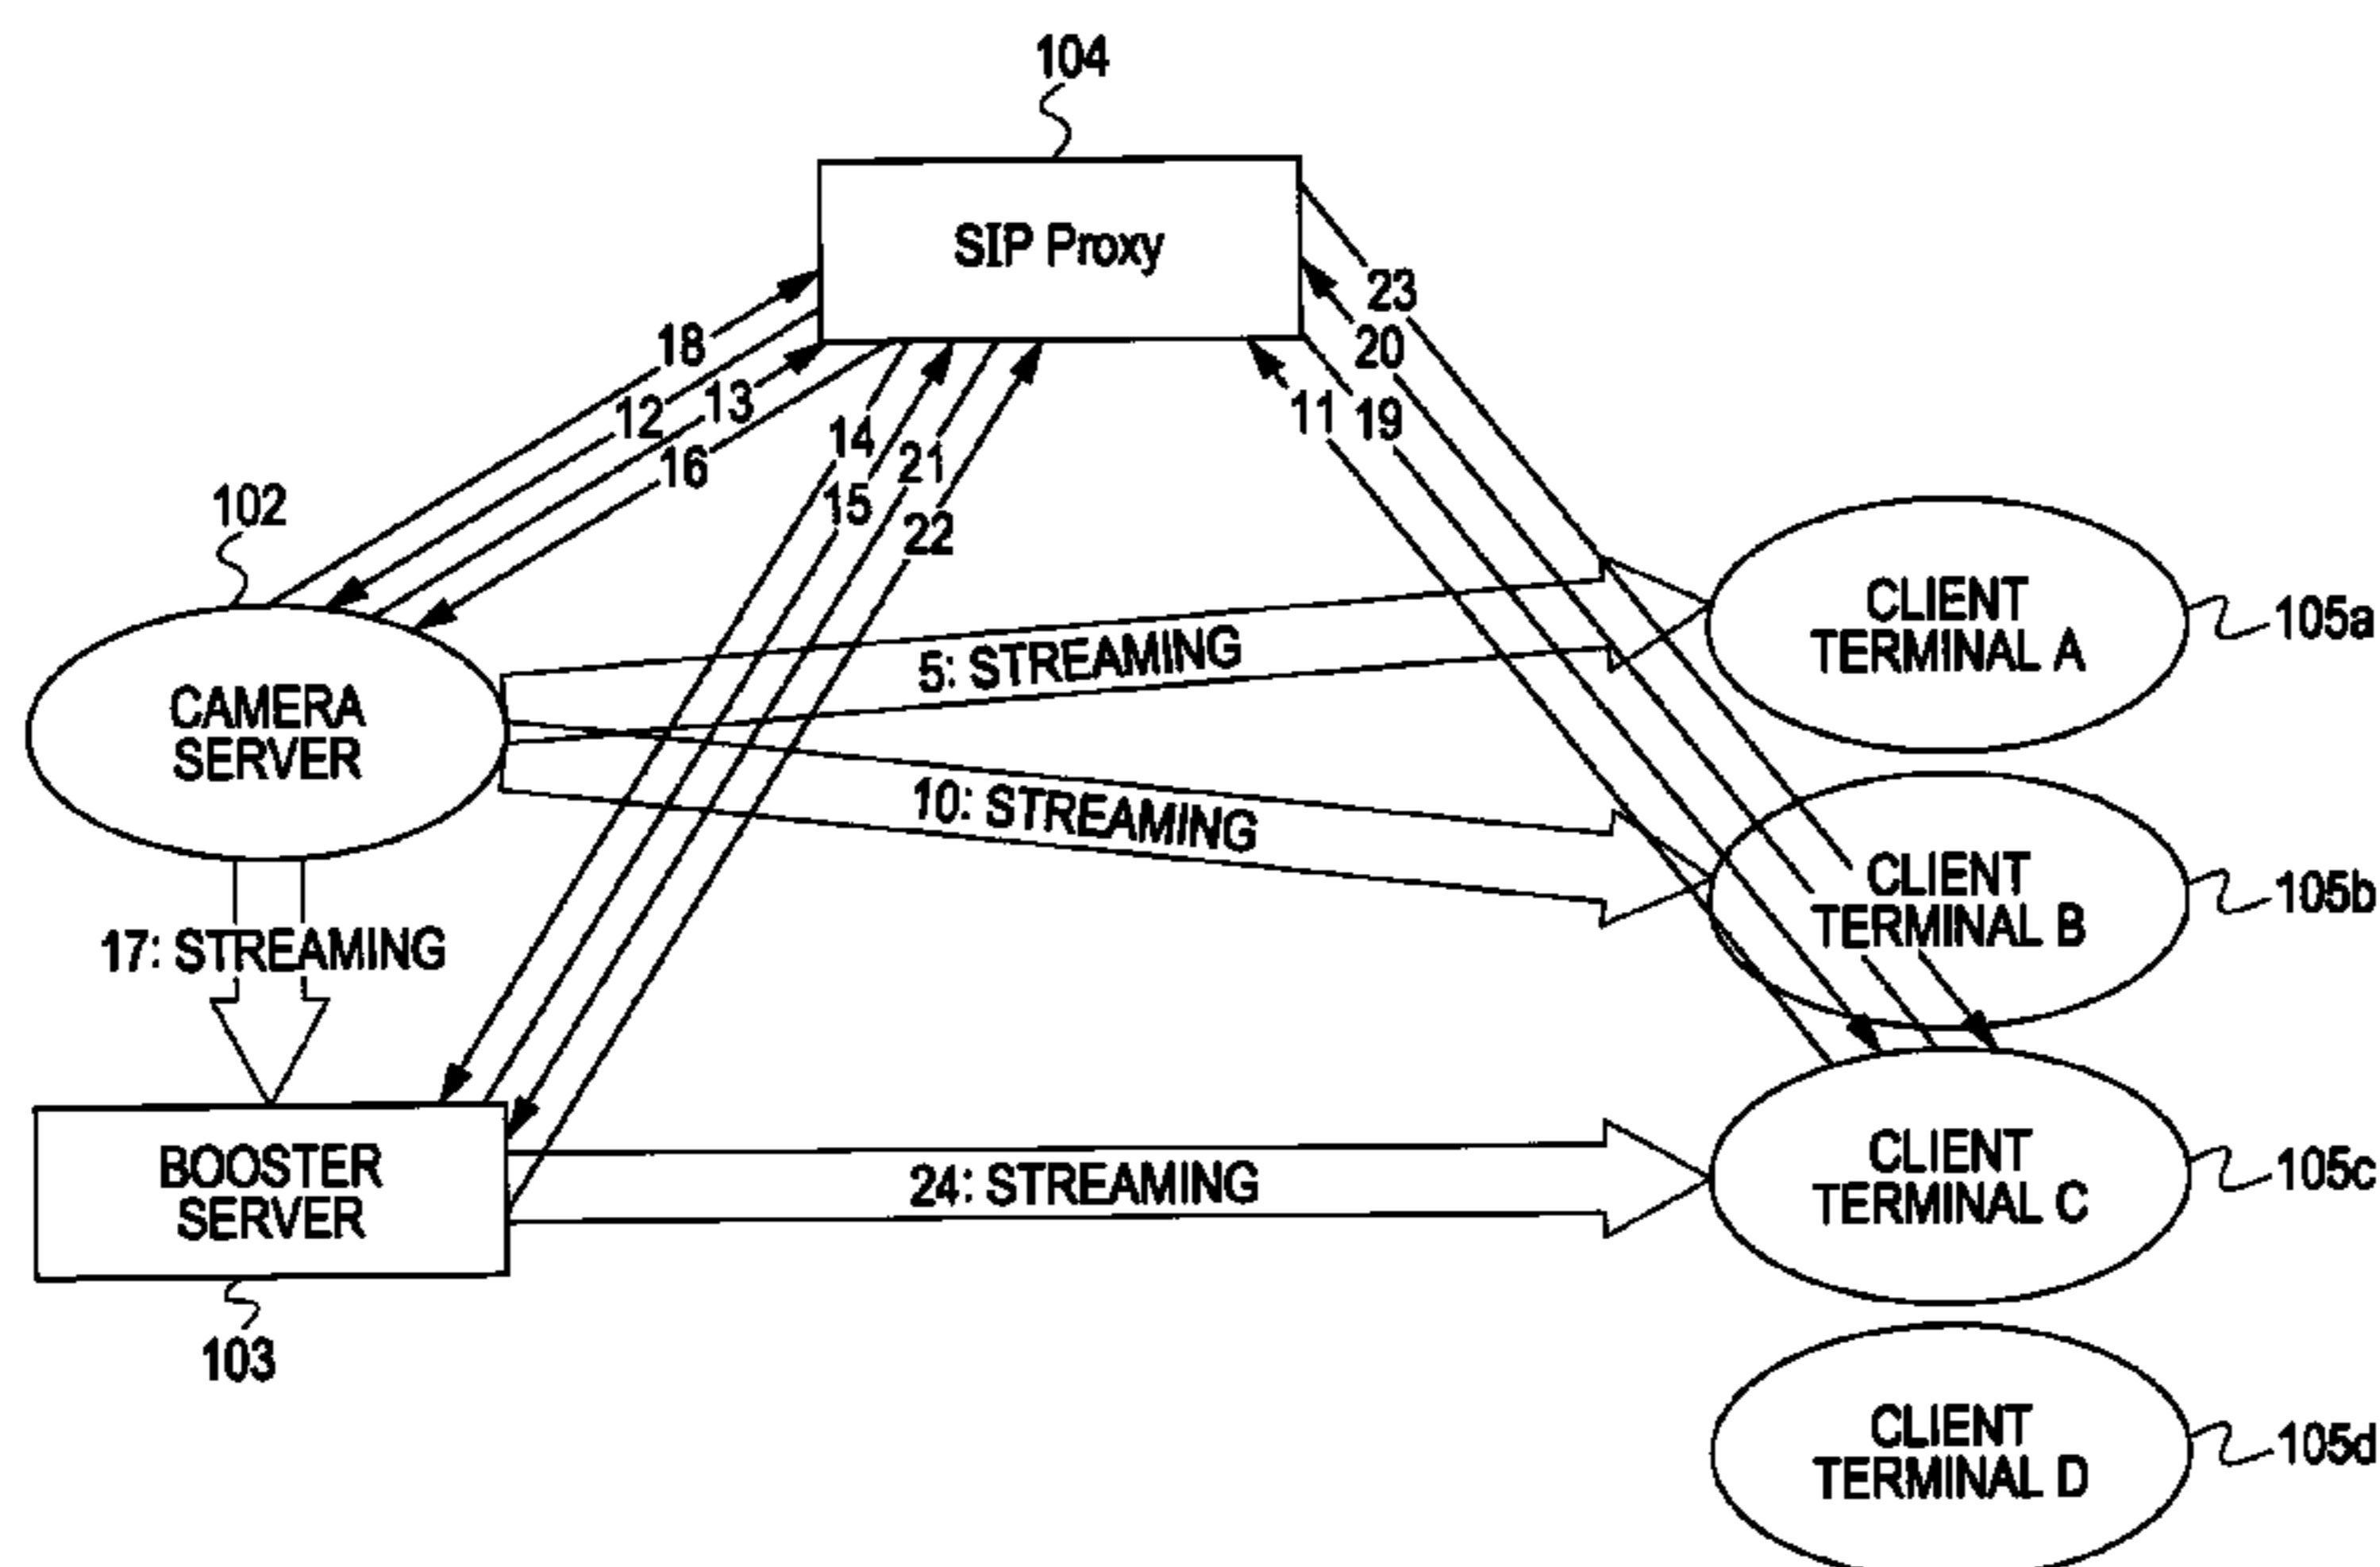 104
SIP Proxy
23
18
20
12
13
11
19
14
16
21
15
22
102
CLIENT
TERMINAL A
105a
5: STREAMING
CAMERA
SERVER
10: STREAMING
CLIENT
TERMINAL B
105b
17: STREAMING
BOOSTER
SERVER
24: STREAMING
CLIENT
TERMINAL C
105c
103
CLIENT
TERMINAL D
105d